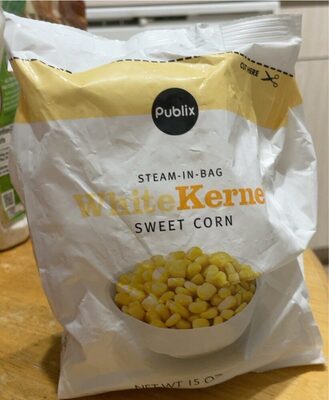 CUT HERE
Publix
STEAM-IN-BAG
WhiteKerne
SWEET CORN
NET WT 15 O